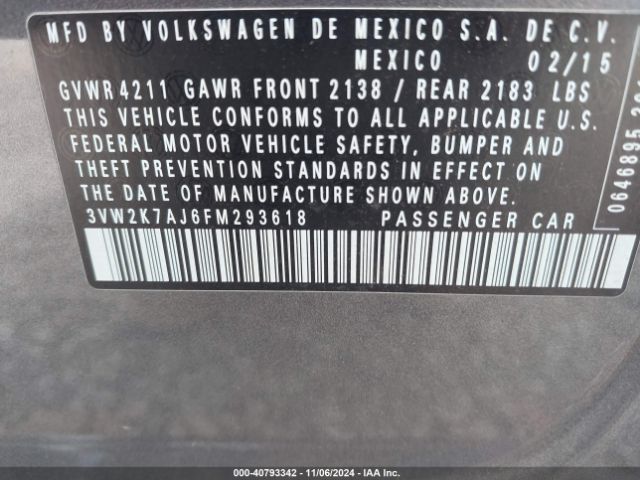 MFD BY VOLKSWAGEN DE MEXICO S.A. DE C.V.
MEXICO 02/15
GVWR 4211 GAWR FRONT 2138 / REAR 2183 LBS
THIS VEHICLE CONFORMS TO ALL APPLICABLE U.S.
FEDERAL MOTOR VEHICLE SAFETY, BUMPER AND
THEFT PREVENTION STANDARDS IN EFFECT ON
THE DATE OF MANUFACTURE SHOWN ABOVE.
3VW2K7AJ6FM293618 PASSENGER CAR
0646895
000-40793342 - 11/06/2024 - IAAI.com